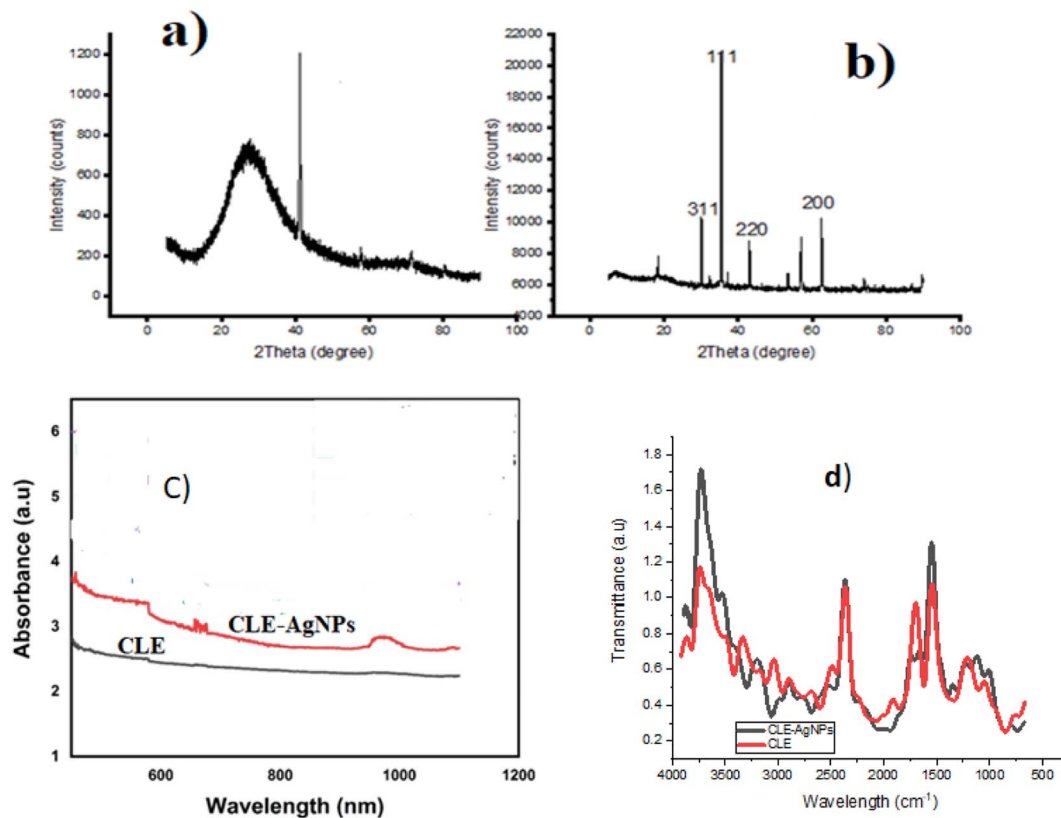 a)
1200
1000
800
600
400
200
0
Intensity (counts)
0 20 40 60 80 100
2Theta (degree)
b)
22000
20000
18000
16000
14000
12000
10000
8000
6000
4000
Intensity (counts)
111
311
220
200
0 20 40 60 80 100
2Theta (degree)
C)
6
5
4
3
2
1
Absorbance (a.u)
CLE-AgNPs
CLE
600 800 1000 1200
Wavelength (nm)
d)
1.8
1.6
1.4
1.2
1.0
0.8
0.6
0.4
0.2
Transmittance (a.u)
CLE-AgNPs
CLE
4000 3500 3000 2500 2000 1500 1000 500
Wavelength (cm-1)